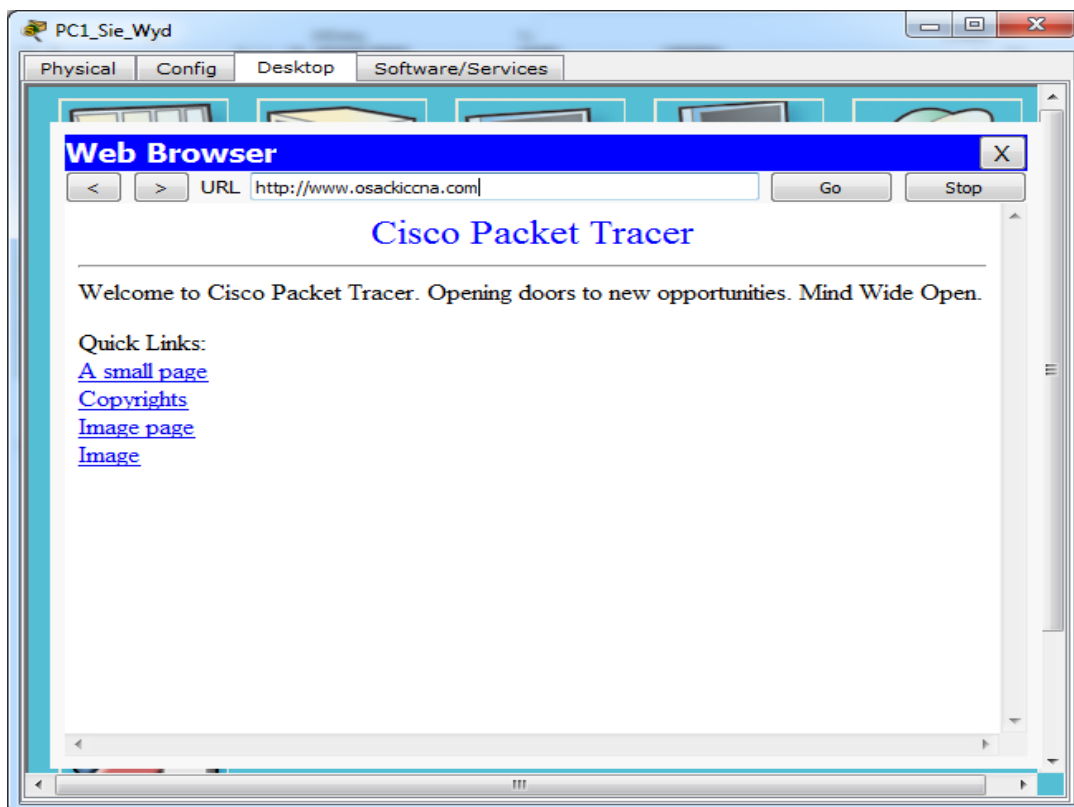 PC1_Sie_Wyd
Physical Config Desktop Software/Services
Web Browser X
< > URL http://www.osackiccna.com Go Stop
Cisco Packet Tracer
Welcome to Cisco Packet Tracer. Opening doors to new opportunities. Mind Wide Open.
Quick Links:
A small page
Copyrights
Image page
Image